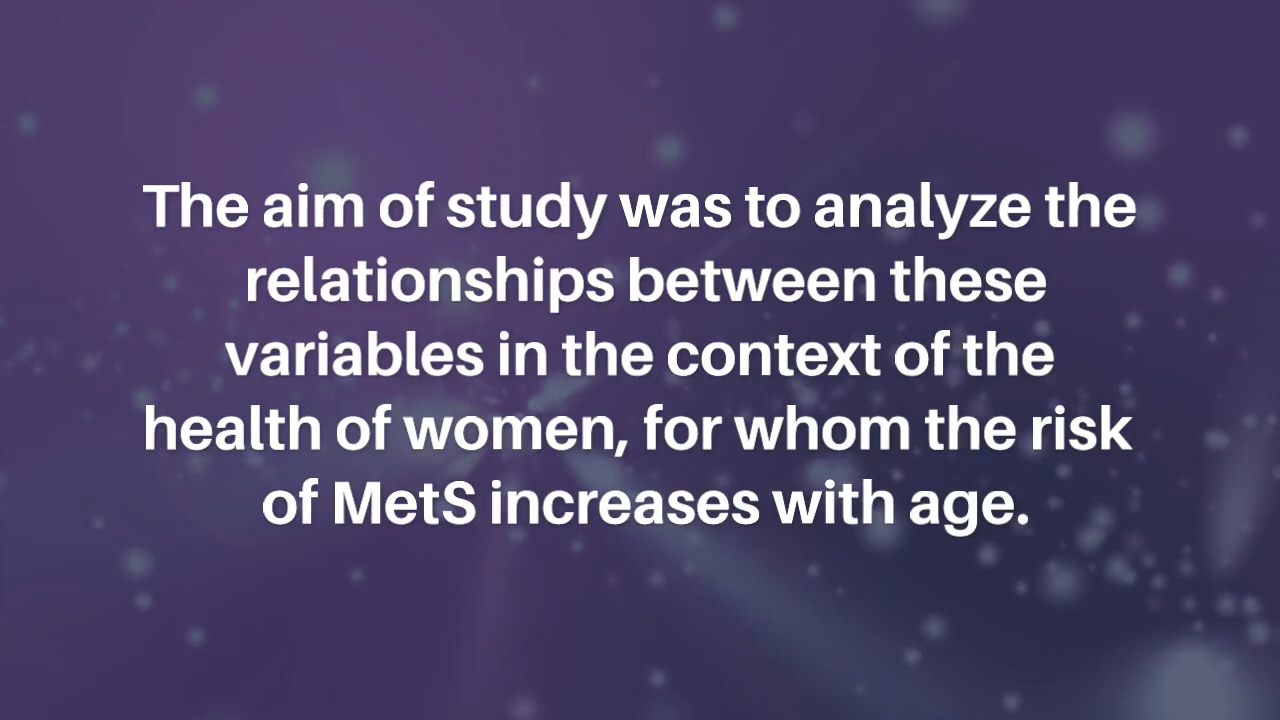 The aim of study was to analyze the
relationships between these
variables in the context of the
health of women, for whom the risk
of MetS increases with age.